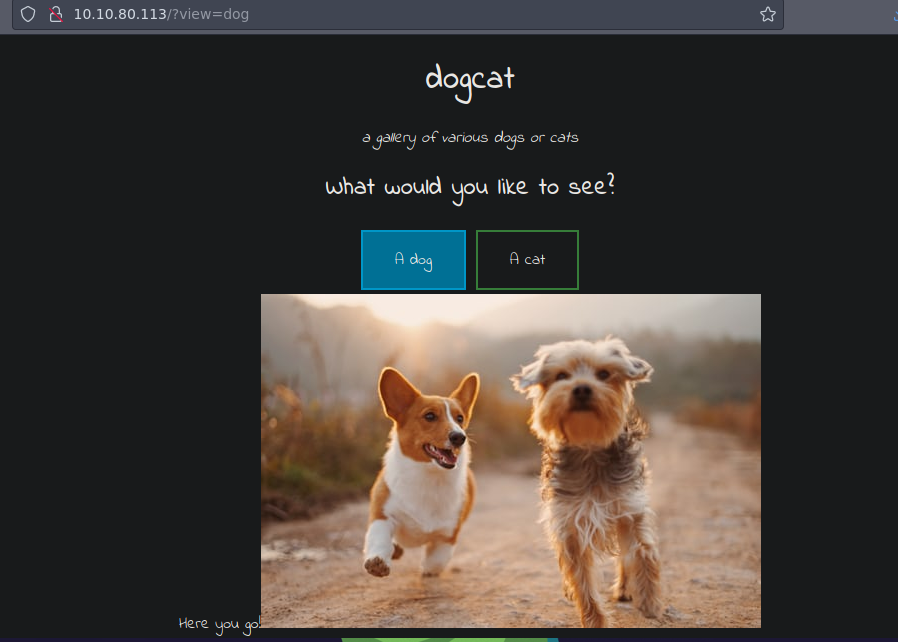 10.10.80.113/?view=dog
dogcat
a gallery of various dogs or cats
what would you like to see?
A dog
A cat
Here you go!